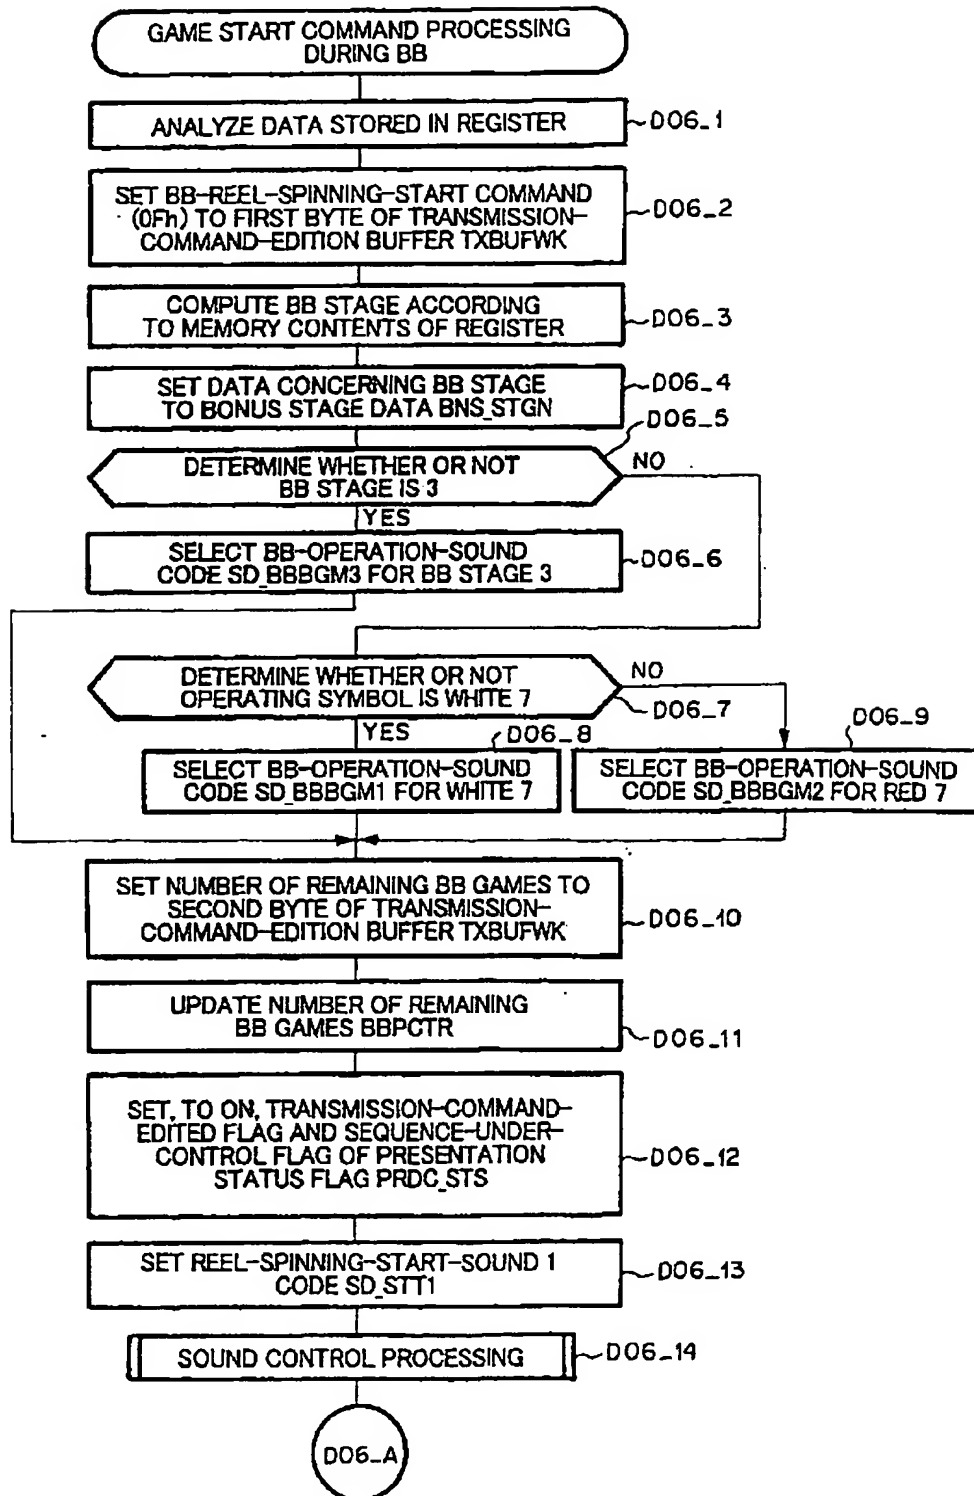 GAME START COMMAND PROCESSING
DURING BB
ANALYZE DATA STORED IN REGISTER
D06_1
SET BB-REEL-SPINNING-START COMMAND
(0Fh) TO FIRST BYTE OF TRANSMISSION-
COMMAND-EDITION BUFFER TXBUFWK
D06_2
COMPUTE BB STAGE ACCORDING
TO MEMORY CONTENTS OF REGISTER
D06_3
SET DATA CONCERNING BB STAGE
TO BONUS STAGE DATA BNS_STGN
D06_4
D06_5
DETERMINE WHETHER OR NOT
BB STAGE IS 3
NO
YES
SELECT BB-OPERATION-SOUND
CODE SD_BBBGM3 FOR BB STAGE 3
D06_6
DETERMINE WHETHER OR NOT
OPERATING SYMBOL IS WHITE 7
NO
D06_7
YES
D06_8
D06_9
SELECT BB-OPERATION-SOUND
CODE SD_BBBGM1 FOR WHITE 7
SELECT BB-OPERATION-SOUND
CODE SD_BBBGM2 FOR RED 7
SET NUMBER OF REMAINING BB GAMES TO
SECOND BYTE OF TRANSMISSION-
COMMAND-EDITION BUFFER TXBUFWK
D06_10
UPDATE NUMBER OF REMAINING
BB GAMES BBPCTR
D06_11
SET, TO ON, TRANSMISSION-COMMAND-
EDITED FLAG AND SEQUENCE-UNDER-
CONTROL FLAG OF PRESENTATION
STATUS FLAG PRDC_STS
D06_12
SET REEL-SPINNING-START-SOUND 1
CODE SD_STT1
D06_13
SOUND CONTROL PROCESSING
D06_14
D06_A